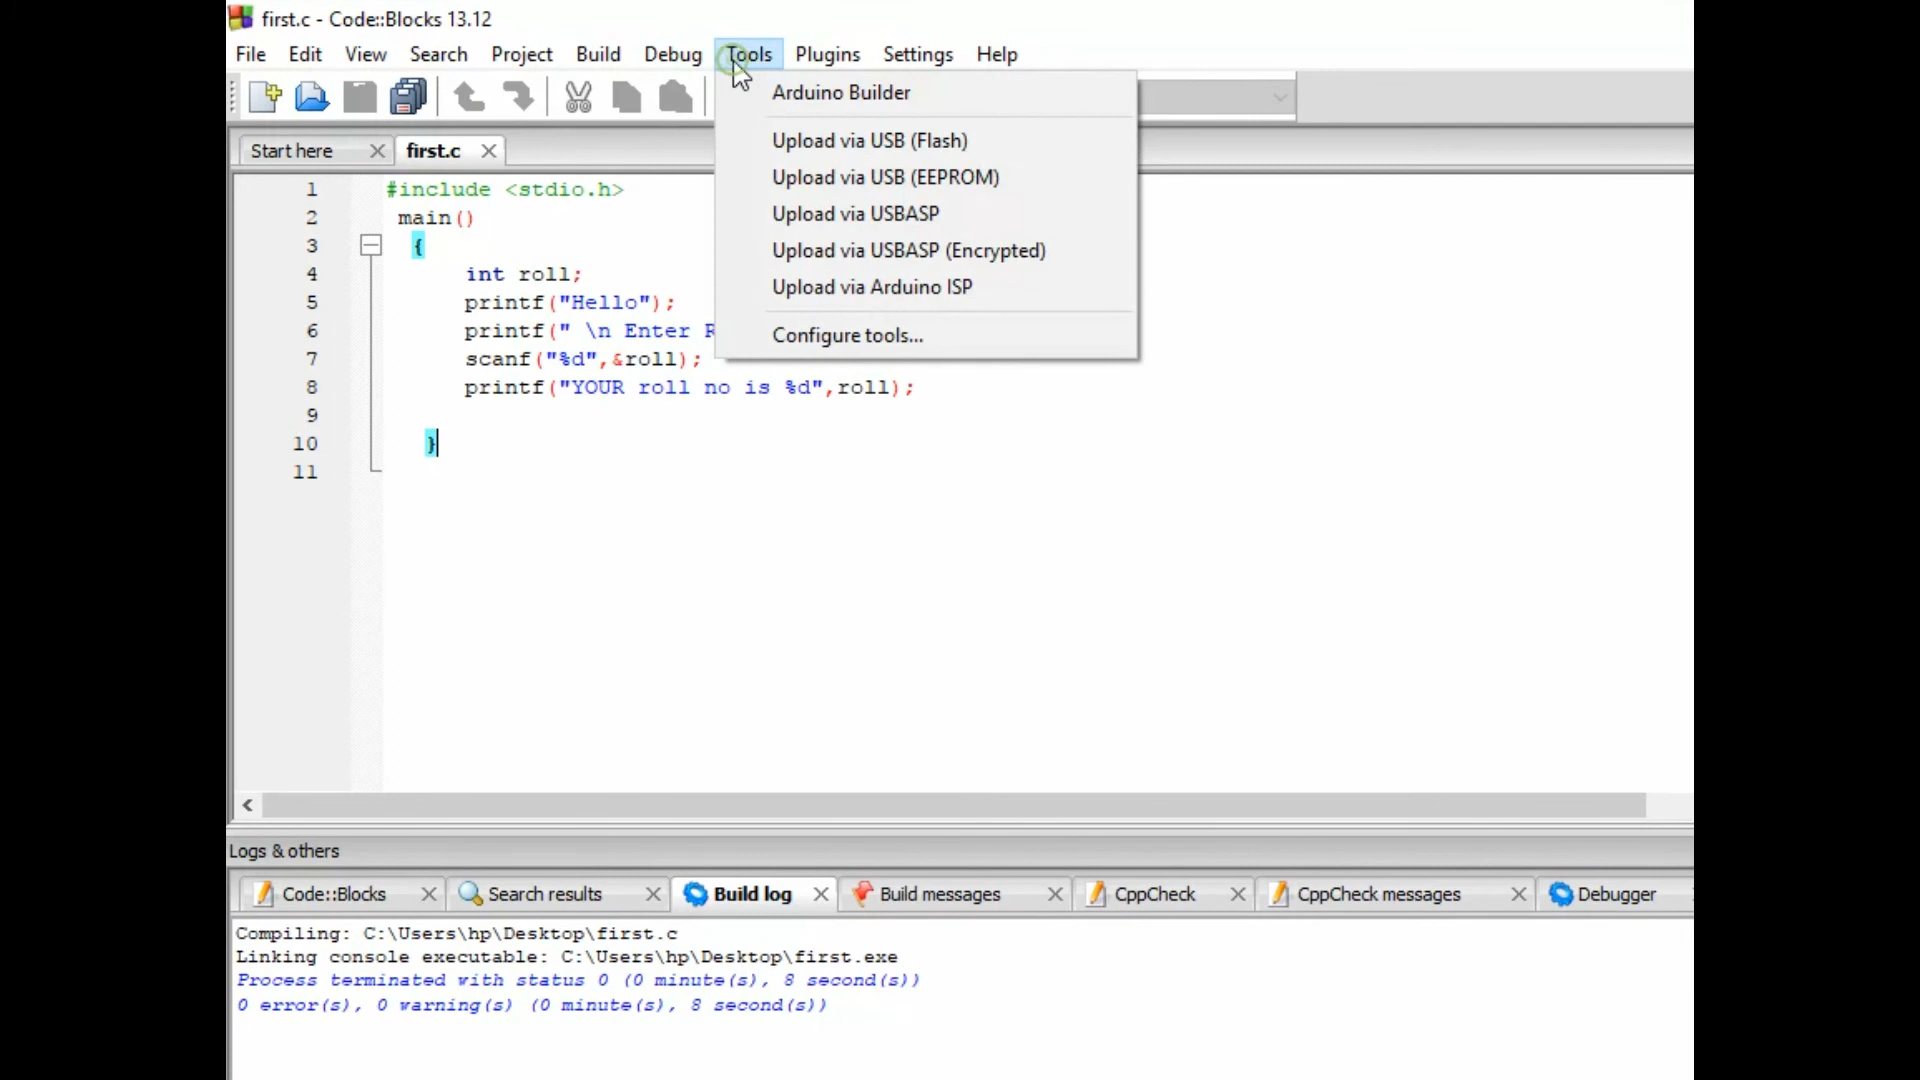 first.c - Code::Blocks 13.12
File Edit View Search Project Build Debug Tools Plugins Settings Help
Arduino Builder
Upload via USB (Flash)
Upload via USB (EEPROM)
Upload via USBASP
Upload via USBASP (Encrypted)
Upload via Arduino ISP
Configure tools...
Start here first.c
1 #include <stdio.h>
2 main()
3 {
4 int roll;
5 printf("Hello");
6 printf(" \n Enter
7 scanf("%d",&roll);
8 printf("YOUR roll no is %d",roll);
9
10 }
11
Logs & others
Code::Blocks Search results Build log Build messages CppCheck CppCheck messages Debugger
Compiling: C:\Users\hp\Desktop\first.c
Linking console executable: C:\Users\hp\Desktop\first.exe
Process terminated with status 0 (0 minute(s), 8 second(s))
0 error(s), 0 warning(s) (0 minute(s), 8 second(s))